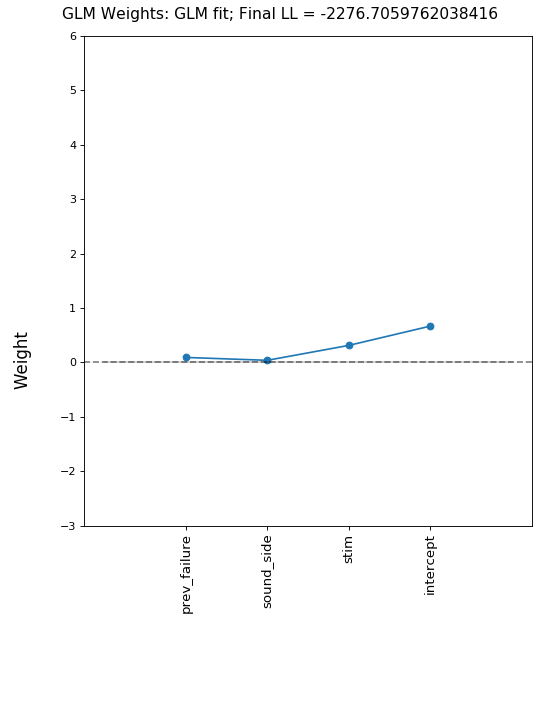 GLM Weights: GLM fit; Final LL = -2276.7059762038416
6
5
4
3
2
1
0
−1
−2
−3
Weight
prev_failure
sound_side
stim
intercept